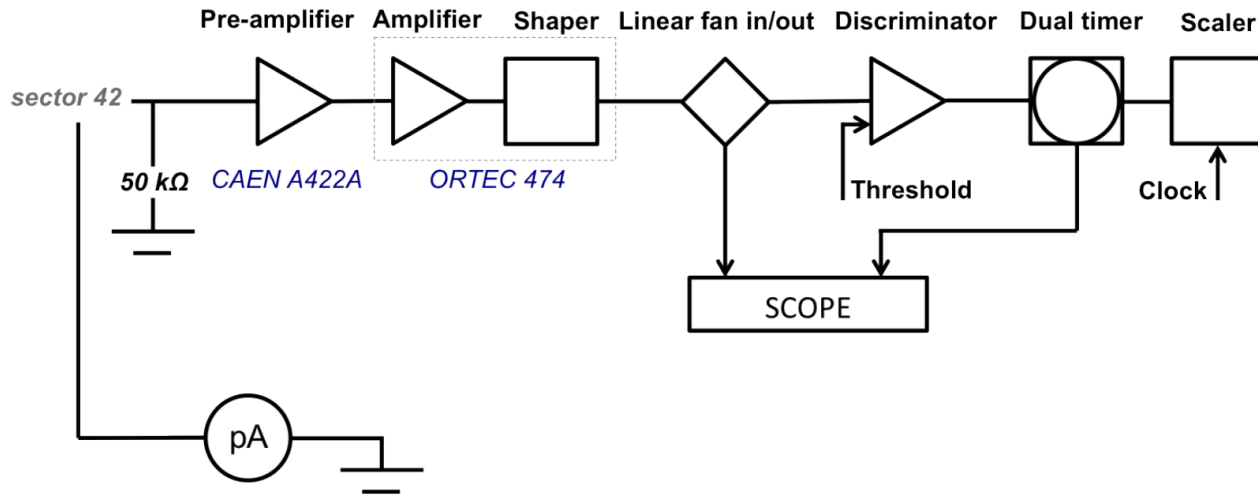 Pre-amplifier Amplifier Shaper Linear fan in/out Discriminator Dual timer Scaler
sector 42
50 kΩ CAEN A422A ORTEC 474 Threshold Clock
SCOPE
pA